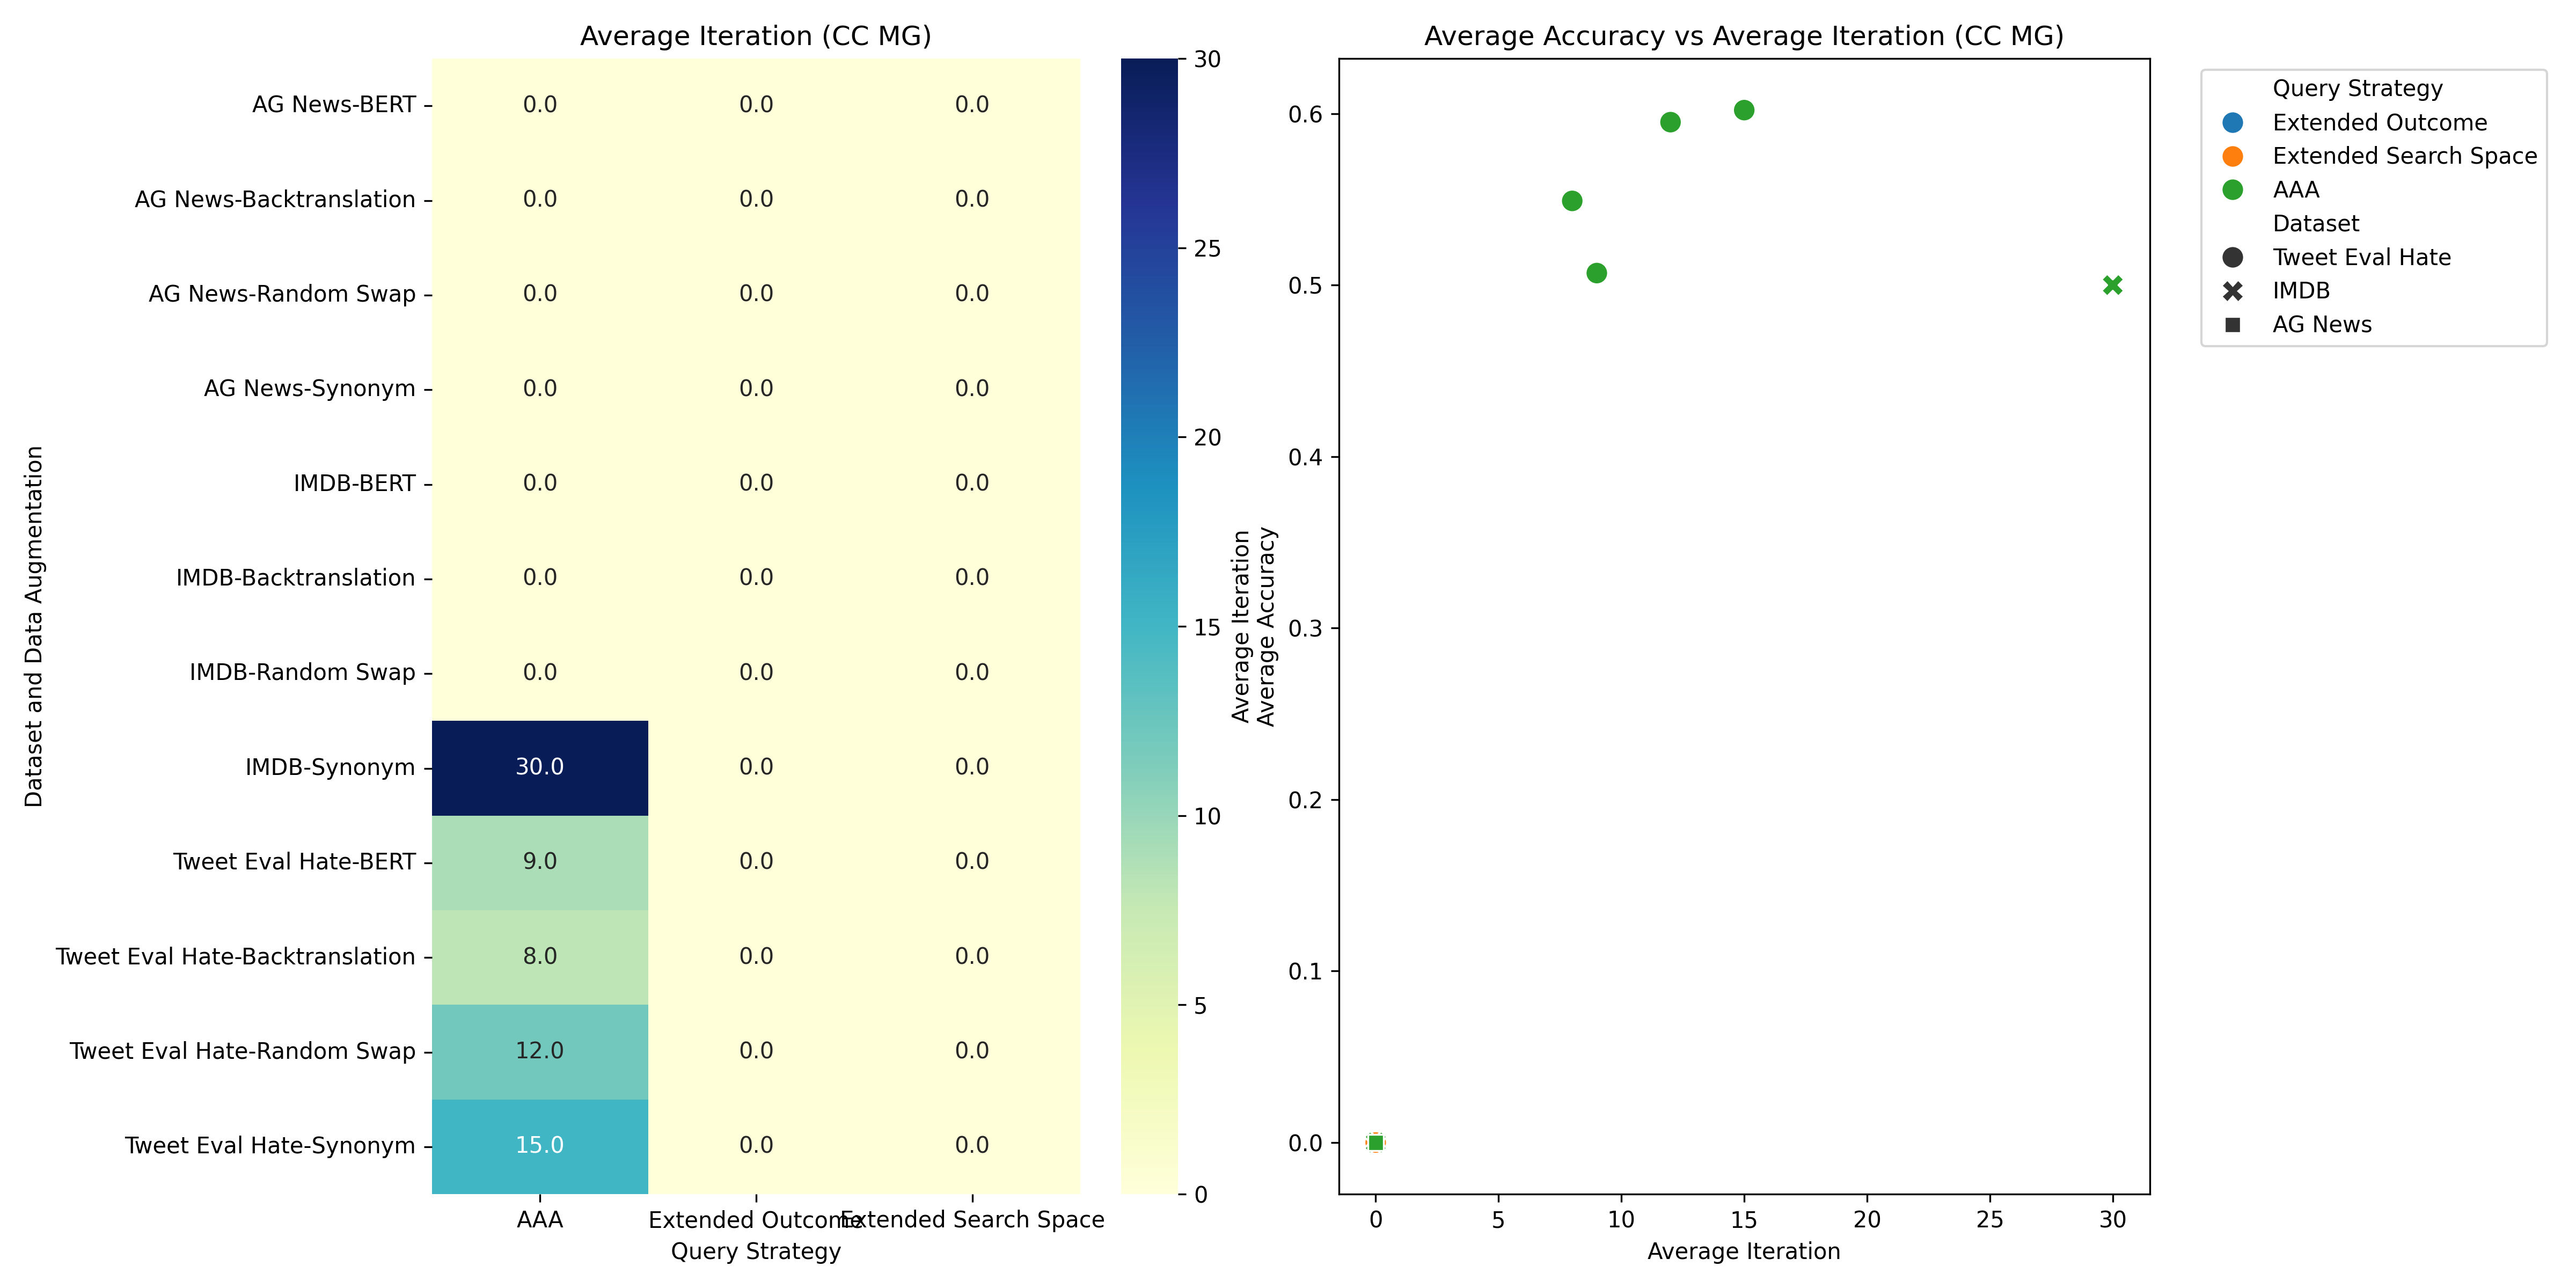 Average Iteration (CC MG)
Dataset and Data Augmentation
AG News-BERT 0.0 0.0 0.0
AG News-Backtranslation 0.0 0.0 0.0
AG News-Random Swap 0.0 0.0 0.0
AG News-Synonym 0.0 0.0 0.0
IMDB-BERT 0.0 0.0 0.0
IMDB-Backtranslation 0.0 0.0 0.0
IMDB-Random Swap 0.0 0.0 0.0
IMDB-Synonym 30.0 0.0 0.0
Tweet Eval Hate-BERT 9.0 0.0 0.0
Tweet Eval Hate-Backtranslation 8.0 0.0 0.0
Tweet Eval Hate-Random Swap 12.0 0.0 0.0
Tweet Eval Hate-Synonym 15.0 0.0 0.0
AAA Extended Outcome Extended Search Space
Query Strategy
30
25
20
15
10
5
0
Average Iteration
Average Accuracy vs Average Iteration (CC MG)
Average Accuracy
0.6
0.5
0.4
0.3
0.2
0.1
0.0
0 5 10 15 20 25 30
Average Iteration
Query Strategy
Extended Outcome
Extended Search Space
AAA
Dataset
Tweet Eval Hate
IMDB
AG News